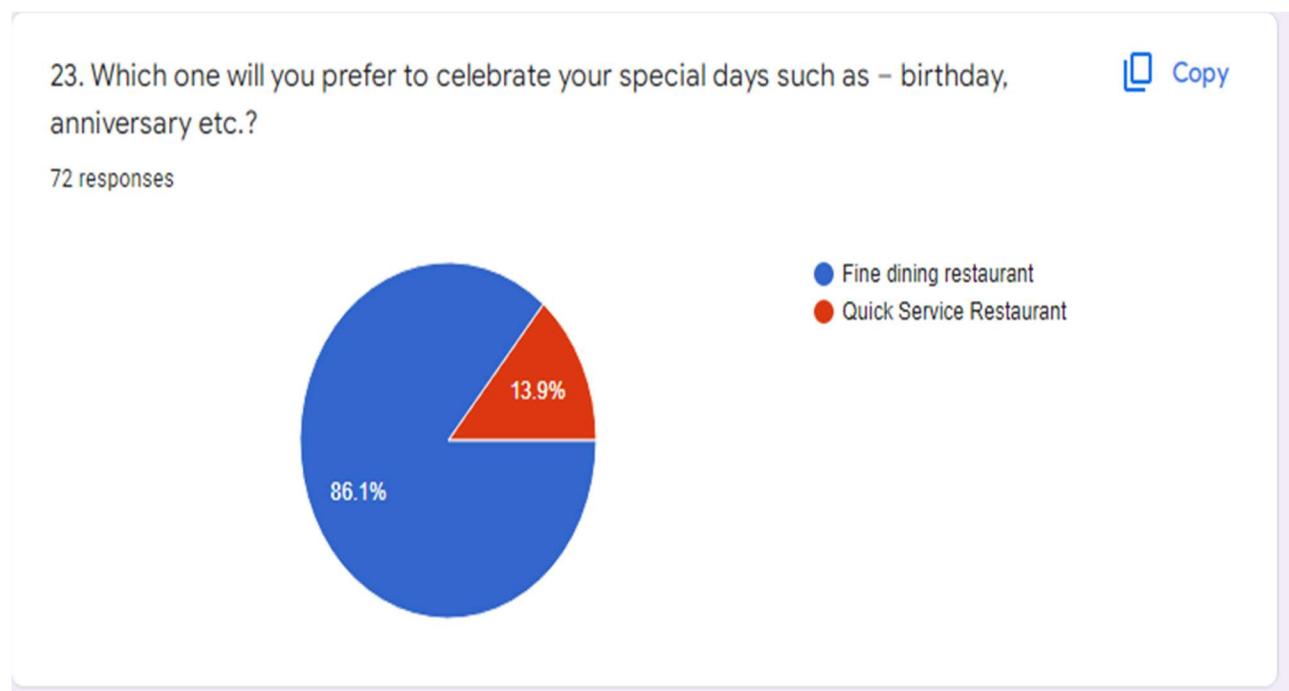 23. Which one will you prefer to celebrate your special days such as – birthday,
anniversary etc.?
Copy
72 responses
Fine dining restaurant
Quick Service Restaurant
13.9%
86.1%